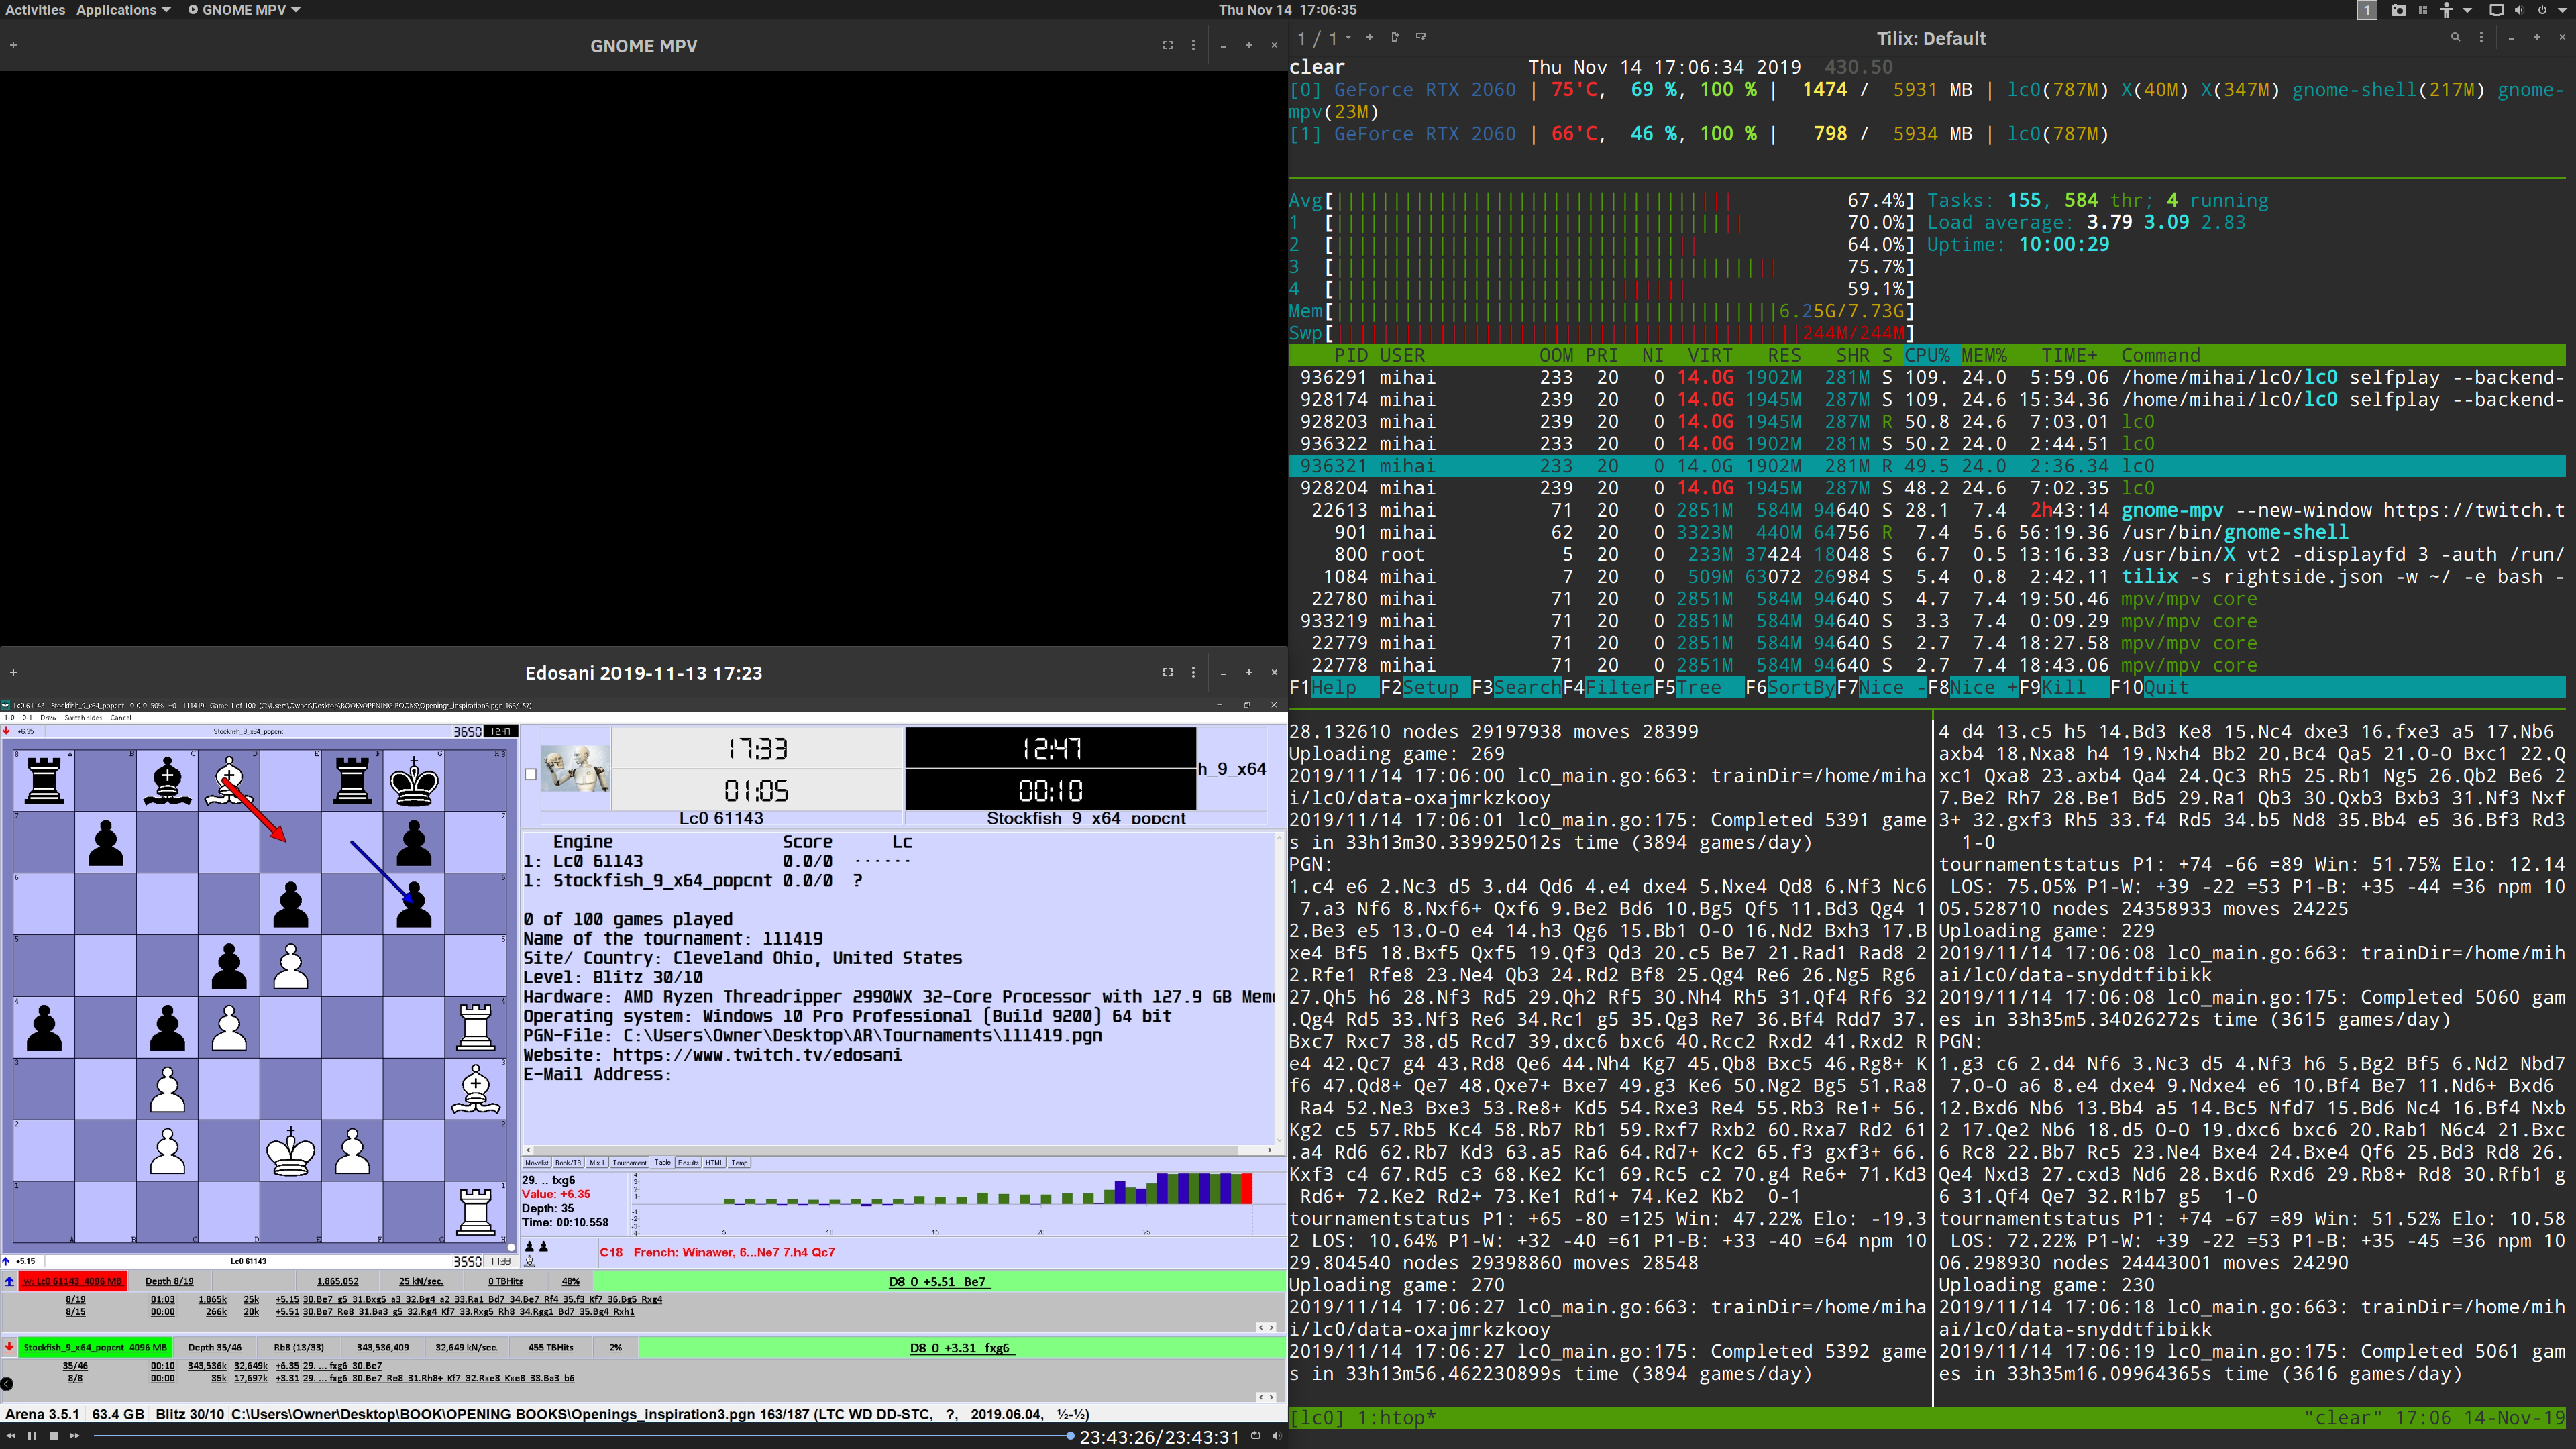 Activities Applications GNOME MPV Thu Nov 14 17:06:35 1
GNOME MPV
1 / 1 Tilix: Default
clear Thu Nov 14 17:06:34 2019 430.50
[0] GeForce RTX 2060 | 75'C, 69 %, 100 % | 1474 / 5931 MB | lc0(787M) X(40M) X(347M) gnome-shell(217M) gnome-
mpv(23M)
[1] GeForce RTX 2060 | 66'C, 46 %, 100 % | 798 / 5934 MB | lc0(787M)
Avg[ 67.4%] Tasks: 155, 584 thr; 4 running
1 [ 70.0%] Load average: 3.79 3.09 2.83
2 [ 64.0%] Uptime: 10:00:29
3 [ 75.7%]
4 [ 59.1%]
Mem[ 6.25G/7.73G]
Swp[ 244M/244M]
PID USER OOM PRI NI VIRT RES SHR S CPU% MEM% TIME+ Command
936291 mihai 233 20 0 14.0G 1902M 281M S 109. 24.0 5:59.06 /home/mihai/lc0/lc0 selfplay --backend-
928174 mihai 239 20 0 14.0G 1945M 287M S 109. 24.6 15:34.36 /home/mihai/lc0/lc0 selfplay --backend-
928203 mihai 239 20 0 14.0G 1945M 287M R 50.8 24.6 7:03.01 lc0
936322 mihai 233 20 0 14.0G 1902M 281M S 50.2 24.0 2:44.51 lc0
936321 mihai 233 20 0 14.0G 1902M 281M R 49.5 24.0 2:36.34 lc0
928204 mihai 239 20 0 14.0G 1945M 287M S 48.2 24.6 7:02.35 lc0
22613 mihai 71 20 0 2851M 584M 94640 S 28.1 7.4 2h43:14 gnome-mpv --new-window https://twitch.t
901 mihai 62 20 0 3323M 440M 64756 R 7.4 5.6 56:19.36 /usr/bin/gnome-shell
800 root 5 20 0 233M 37424 18048 S 6.7 0.5 13:16.33 /usr/bin/X vt2 -displayfd 3 -auth /run/
1084 mihai 7 20 0 509M 63072 26984 S 5.4 0.8 2:42.11 tilix -s rightside.json -w ~/ -e bash -
22780 mihai 71 20 0 2851M 584M 94640 S 4.7 7.4 19:50.46 mpv/mpv core
933219 mihai 71 20 0 2851M 584M 94640 S 3.3 7.4 0:09.29 mpv/mpv core
22779 mihai 71 20 0 2851M 584M 94640 S 2.7 7.4 18:27.58 mpv/mpv core
22778 mihai 71 20 0 2851M 584M 94640 S 2.7 7.4 18:43.06 mpv/mpv core
F1Help F2Setup F3SearchF4FilterF5Tree F6SortByF7Nice -F8Nice +F9Kill F10Quit
28.132610 nodes 29197938 moves 28399
Uploading game: 269
2019/11/14 17:06:00 lc0_main.go:663: trainDir=/home/miha
i/lc0/data-oxajmrkzkooy
2019/11/14 17:06:01 lc0_main.go:175: Completed 5391 game
s in 33h13m30.339925012s time (3894 games/day)
PGN:
1.c4 e6 2.Nc3 d5 3.d4 Qd6 4.e4 dxe4 5.Nxe4 Qd8 6.Nf3 Nc6
7.a3 Nf6 8.Nxf6+ Qxf6 9.Be2 Bd6 10.Bg5 Qf5 11.Bd3 Qg4 1
2.Be3 e5 13.O-O e4 14.h3 Qg6 15.Bb1 O-O 16.Nd2 Bxh3 17.B
xe4 Bf5 18.Bxf5 Qxf5 19.Qf3 Qd3 20.c5 Be7 21.Rad1 Rad8 2
2.Rfe1 Rfe8 23.Ne4 Qb3 24.Rd2 Bf8 25.Qg4 Re6 26.Ng5 Rg6
27.Qh5 h6 28.Nf3 Rd5 29.Qh2 Rf5 30.Nh4 Rh5 31.Qf4 Rf6 32
.Qg4 Rd5 33.Nf3 Re6 34.Rc1 g5 35.Qg3 Re7 36.Bf4 Rdd7 37.
Bxc7 Rxc7 38.d5 Rcd7 39.dxc6 bxc6 40.Rcc2 Rxd2 41.Rxd2 R
e4 42.Qc7 g4 43.Rd8 Qe6 44.Nh4 Kg7 45.Qb8 Bxc5 46.Rg8+ K
f6 47.Qd8+ Qe7 48.Qxe7+ Bxe7 49.g3 Ke6 50.Ng2 Bg5 51.Ra8
Ra4 52.Ne3 Bxe3 53.Re8+ Kd5 54.Rxe3 Re4 55.Rb3 Re1+ 56.
Kg2 c5 57.Rb5 Kc4 58.Rb7 Rb1 59.Rxf7 Rxb2 60.Rxa7 Rd2 61
.a4 Rd6 62.Rb7 Kd3 63.a5 Ra6 64.Rd7+ Kc2 65.f3 gxf3+ 66.
Kxf3 c4 67.Rd5 c3 68.Ke2 Kc1 69.Rc5 c2 70.g4 Re6+ 71.Kd3
Rd6+ 72.Ke2 Rd2+ 73.Ke1 Rd1+ 74.Ke2 Kb2 0-1
tournamentstatus P1: +65 -80 =125 Win: 47.22% Elo: -19.3
2 LOS: 10.64% P1-W: +32 -40 =61 P1-B: +33 -40 =64 npm 10
29.804540 nodes 29398860 moves 28548
Uploading game: 270
2019/11/14 17:06:27 lc0_main.go:663: trainDir=/home/miha
i/lc0/data-oxajmrkzkooy
2019/11/14 17:06:27 lc0_main.go:175: Completed 5392 game
s in 33h13m56.462230899s time (3894 games/day)
4 d4 13.c5 h5 14.Bd3 Ke8 15.Nc4 dxe3 16.fxe3 a5 17.Nb6
axb4 18.Nxa8 h4 19.Nxh4 Bb2 20.Bc4 Qa5 21.O-O Bxc1 22.Q
xc1 Qxa8 23.axb4 Qa4 24.Qc3 Rh5 25.Rb1 Ng5 26.Qb2 Be6 2
7.Be2 Rh7 28.Be1 Bd5 29.Ra1 Qb3 30.Qxb3 Bxb3 31.Nf3 Nxf
3+ 32.gxf3 Rh5 33.f4 Rd5 34.b5 Nd8 35.Bb4 e5 36.Bf3 Rd3
1-0
tournamentstatus P1: +74 -66 =89 Win: 51.75% Elo: 12.14
LOS: 75.05% P1-W: +39 -22 =53 P1-B: +35 -44 =36 npm 10
05.528710 nodes 24358933 moves 24225
Uploading game: 229
2019/11/14 17:06:08 lc0_main.go:663: trainDir=/home/mih
ai/lc0/data-snyddtfibikk
2019/11/14 17:06:08 lc0_main.go:175: Completed 5060 gam
es in 33h35m5.34026272s time (3615 games/day)
PGN:
1.g3 c6 2.d4 Nf6 3.Nc3 d5 4.Nf3 h6 5.Bg2 Bf5 6.Nd2 Nbd7
7.O-O a6 8.e4 dxe4 9.Ndxe4 e6 10.Bf4 Be7 11.Nd6+ Bxd6
12.Bxd6 Nb6 13.Bb4 a5 14.Bc5 Nfd7 15.Bd6 Nc4 16.Bf4 Nxb
2 17.Qe2 Nb6 18.d5 O-O 19.dxc6 bxc6 20.Rab1 N6c4 21.Bxc
6 Rc8 22.Bb7 Rc5 23.Ne4 Bxe4 24.Bxe4 Qf6 25.Bd3 Rd8 26.
Qe4 Nxd3 27.cxd3 Nd6 28.Bxd6 Rxd6 29.Rb8+ Rd8 30.Rfb1 g
6 31.Qf4 Qe7 32.R1b7 g5 1-0
tournamentstatus P1: +74 -67 =89 Win: 51.52% Elo: 10.58
LOS: 72.22% P1-W: +39 -22 =53 P1-B: +35 -45 =36 npm 10
06.298930 nodes 24443001 moves 24290
Uploading game: 230
2019/11/14 17:06:18 lc0_main.go:663: trainDir=/home/mih
ai/lc0/data-snyddtfibikk
2019/11/14 17:06:19 lc0_main.go:175: Completed 5061 gam
es in 33h35m16.09964365s time (3616 games/day)
[lc0] 1:htop* "clear" 17:06 14-Nov-19
Edosani 2019-11-13 17:23
Lc0 61143 - Stockfish_9_x64_popcnt 0-0-0 50% ±0 111419: Game 1 of 100 (C:\Users\Owner\Desktop\BOOK\OPENING BOOKS\Openings_inspiration3.pgn 163/187)
1-0 0-1 Draw Switch sides Cancel
+6.35 Stockfish_9_x64_popcnt 3650 12:47
17:33 12:47
h_9_x64
01:05 00:10
Lc0 61143 Stockfish 9 x64 popcnt
Engine Score Lc
1: Lc0 61143 0.0/0 ······
1: Stockfish_9_x64_popcnt 0.0/0 ?
0 of 100 games played
Name of the tournament: 111419
Site/ Country: Cleveland Ohio, United States
Level: Blitz 30/10
Hardware: AMD Ryzen Threadripper 2990WX 32-Core Processor with 127.9 GB Mem
Operating system: Windows 10 Pro Professional (Build 9200) 64 bit
PGN-File: C:\Users\Owner\Desktop\AR\Tournaments\111419.pgn
Website: https://www.twitch.tv/edosani
E-Mail Address:
Movelist Book/TB Mix 1 Tournament Table Results HTML Temp
29. .. fxg6
Value: +6.35
Depth: 35
Time: 00:10.558
5 10 15 20 25
C18 French: Winawer, 6...Ne7 7.h4 Qc7
+5.15 Lc0 61143 3550 17:33
w: Lc0 61143 4096 MB Depth 8/19 1,865,052 25 kN/sec. 0 TBHits 48% D8 0 +5.51 Be7
8/19 01:03 1,865k 25k +5.15 30.Be7 g5 31.Bxg5 a3 32.Bg4 a2 33.Ra1 Bd7 34.Be7 Rf4 35.f3 Kf7 36.Bg5 Rxg4
8/15 00:00 266k 20k +5.51 30.Be7 Re8 31.Ba3 g5 32.Rg4 Kf7 33.Rxg5 Rh8 34.Rgg1 Bd7 35.Bg4 Rxh1
Stockfish_9_x64_popcnt 4096 MB Depth 35/46 Rb8 (13/33) 343,536,409 32,649 kN/sec. 455 TBHits 2% D8 0 +3.31 fxg6
35/46 00:10 343,536k 32,649k +6.35 29. ... fxg6 30.Be7
8/8 00:00 35k 17,697k +3.31 29. ... fxg6 30.Be7 Re8 31.Rh8+ Kf7 32.Rxe8 Kxe8 33.Ba3 b6
Arena 3.5.1 63.4 GB Blitz 30/10 C:\Users\Owner\Desktop\BOOK\OPENING BOOKS\Openings_inspiration3.pgn 163/187 (LTC WD DD-STC, ?, 2019.06.04, ½-½)
23:43:26/23:43:31